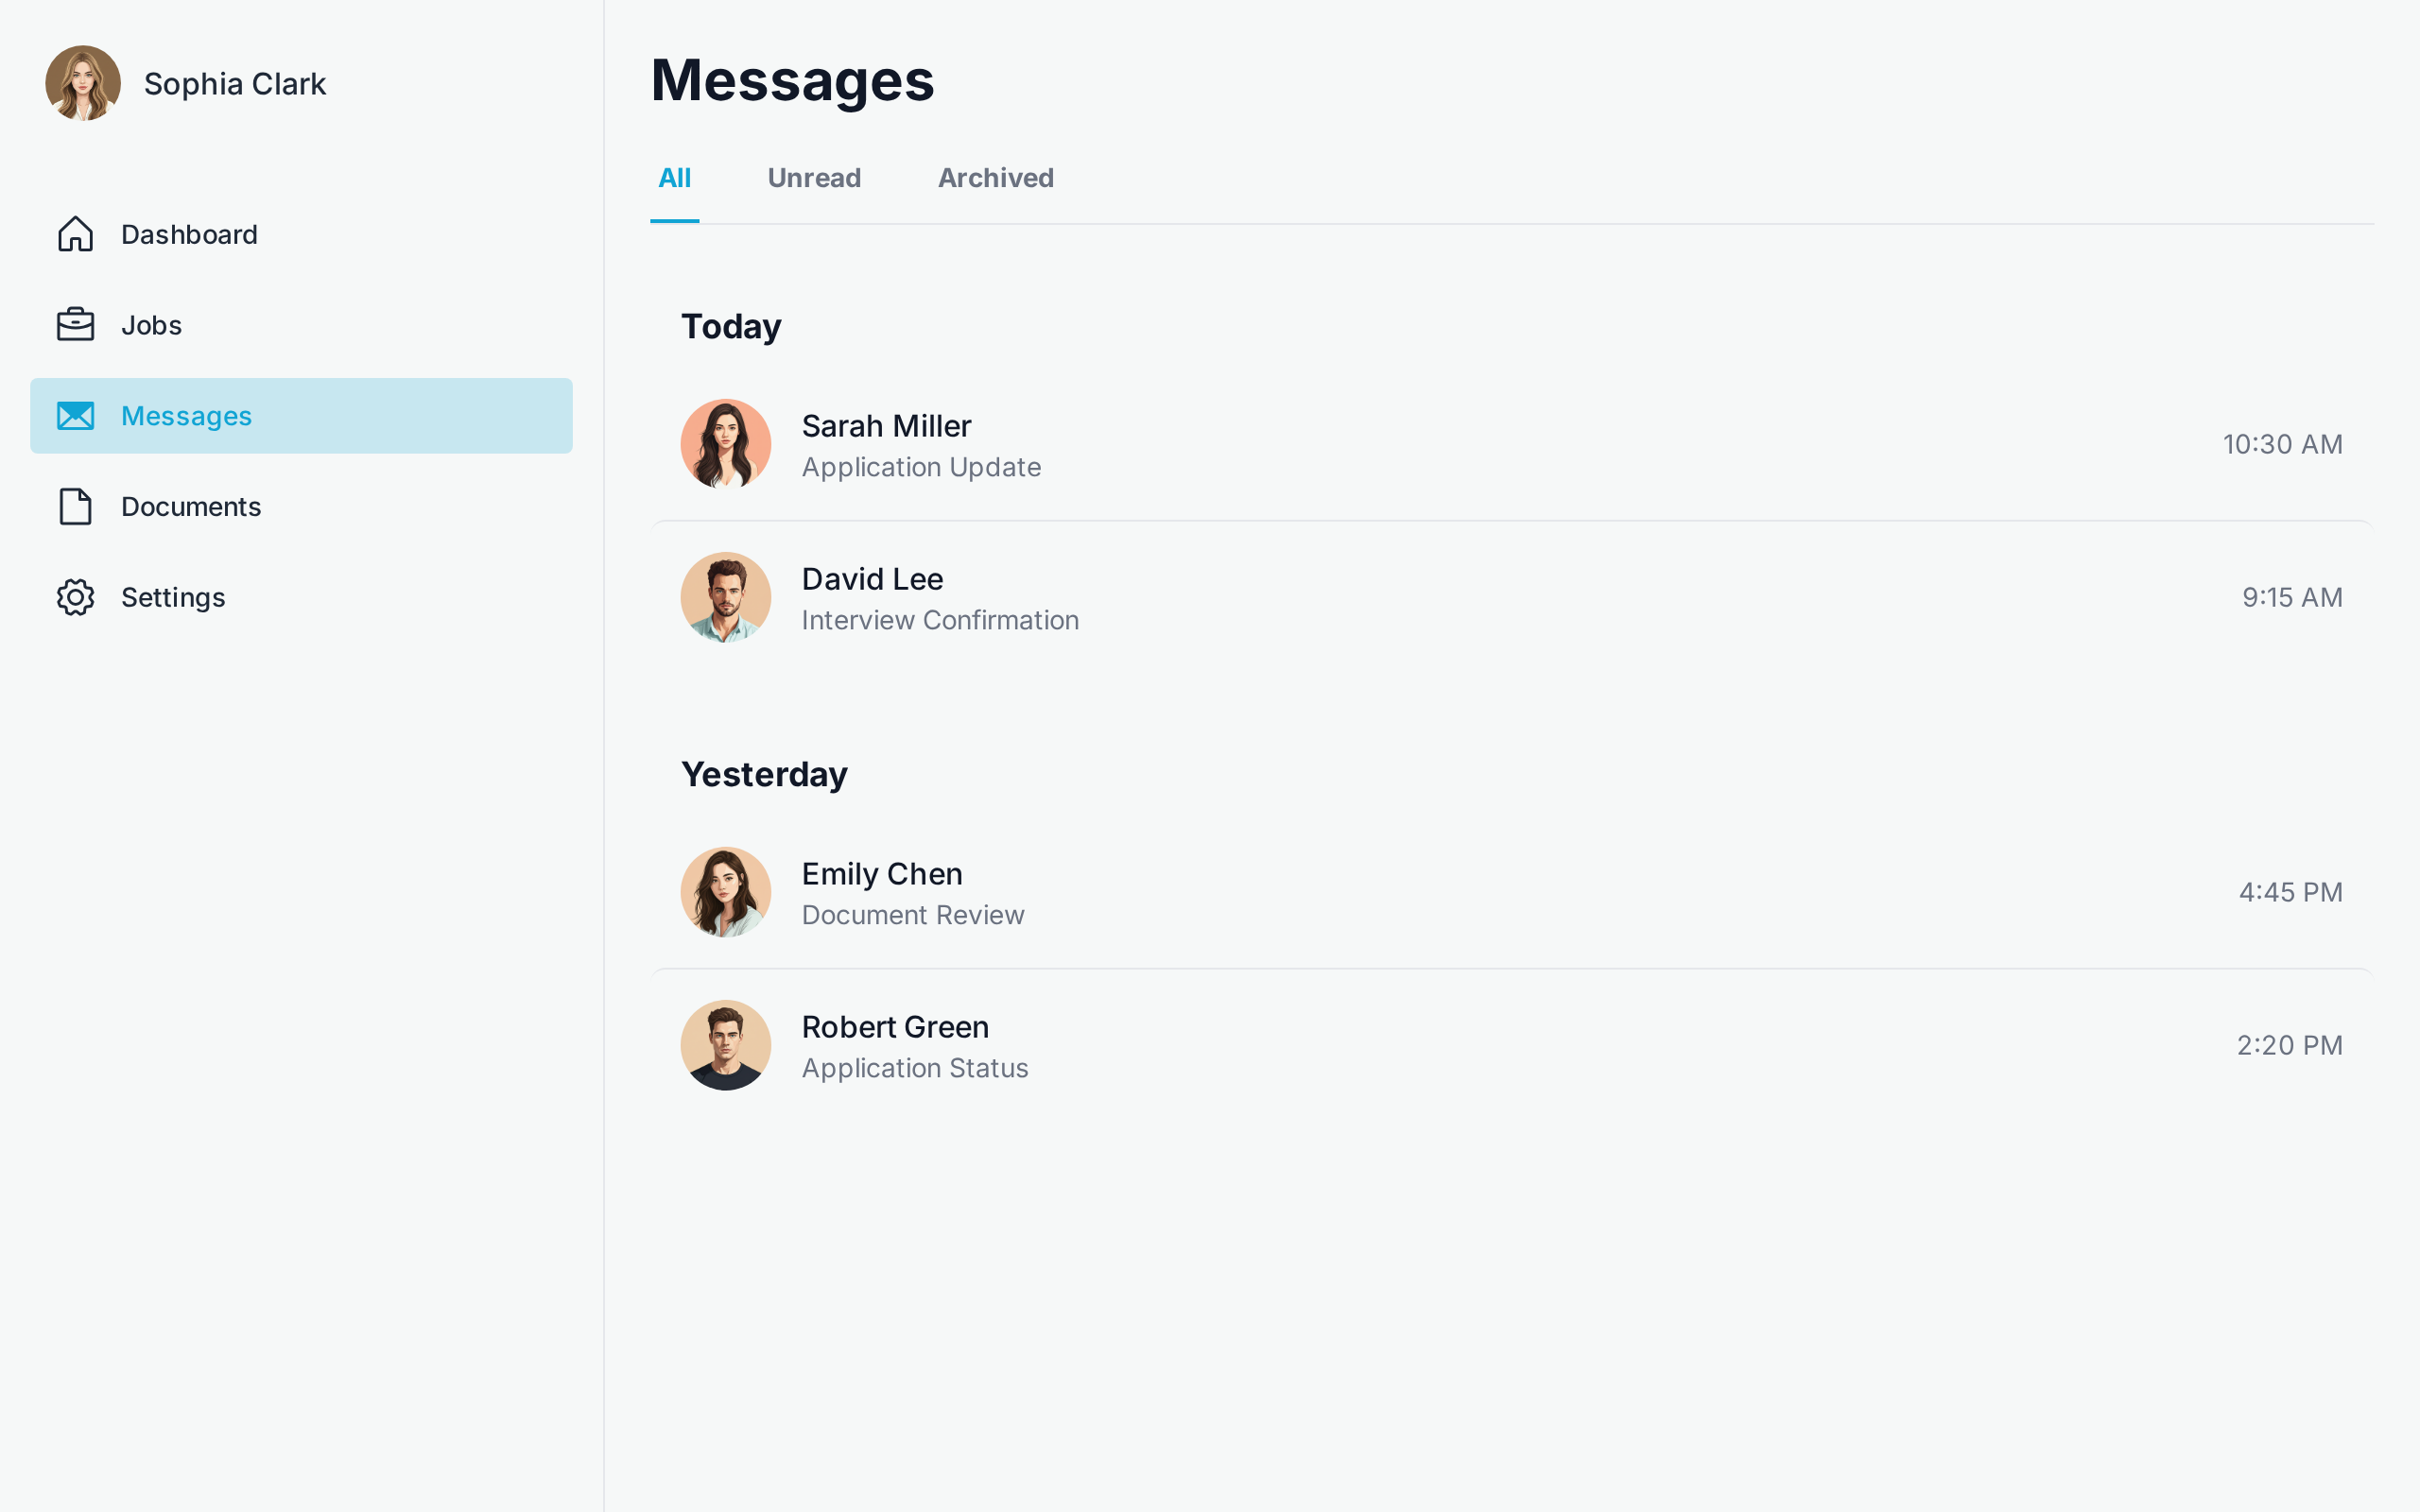 Sophia Clark
Dashboard
Jobs
Messages
Documents
Settings
Messages
All Unread Archived
Today
Sarah Miller
Application Update
10:30 AM
David Lee
Interview Confirmation
9:15 AM
Yesterday
Emily Chen
Document Review
4:45 PM
Robert Green
Application Status
2:20 PM